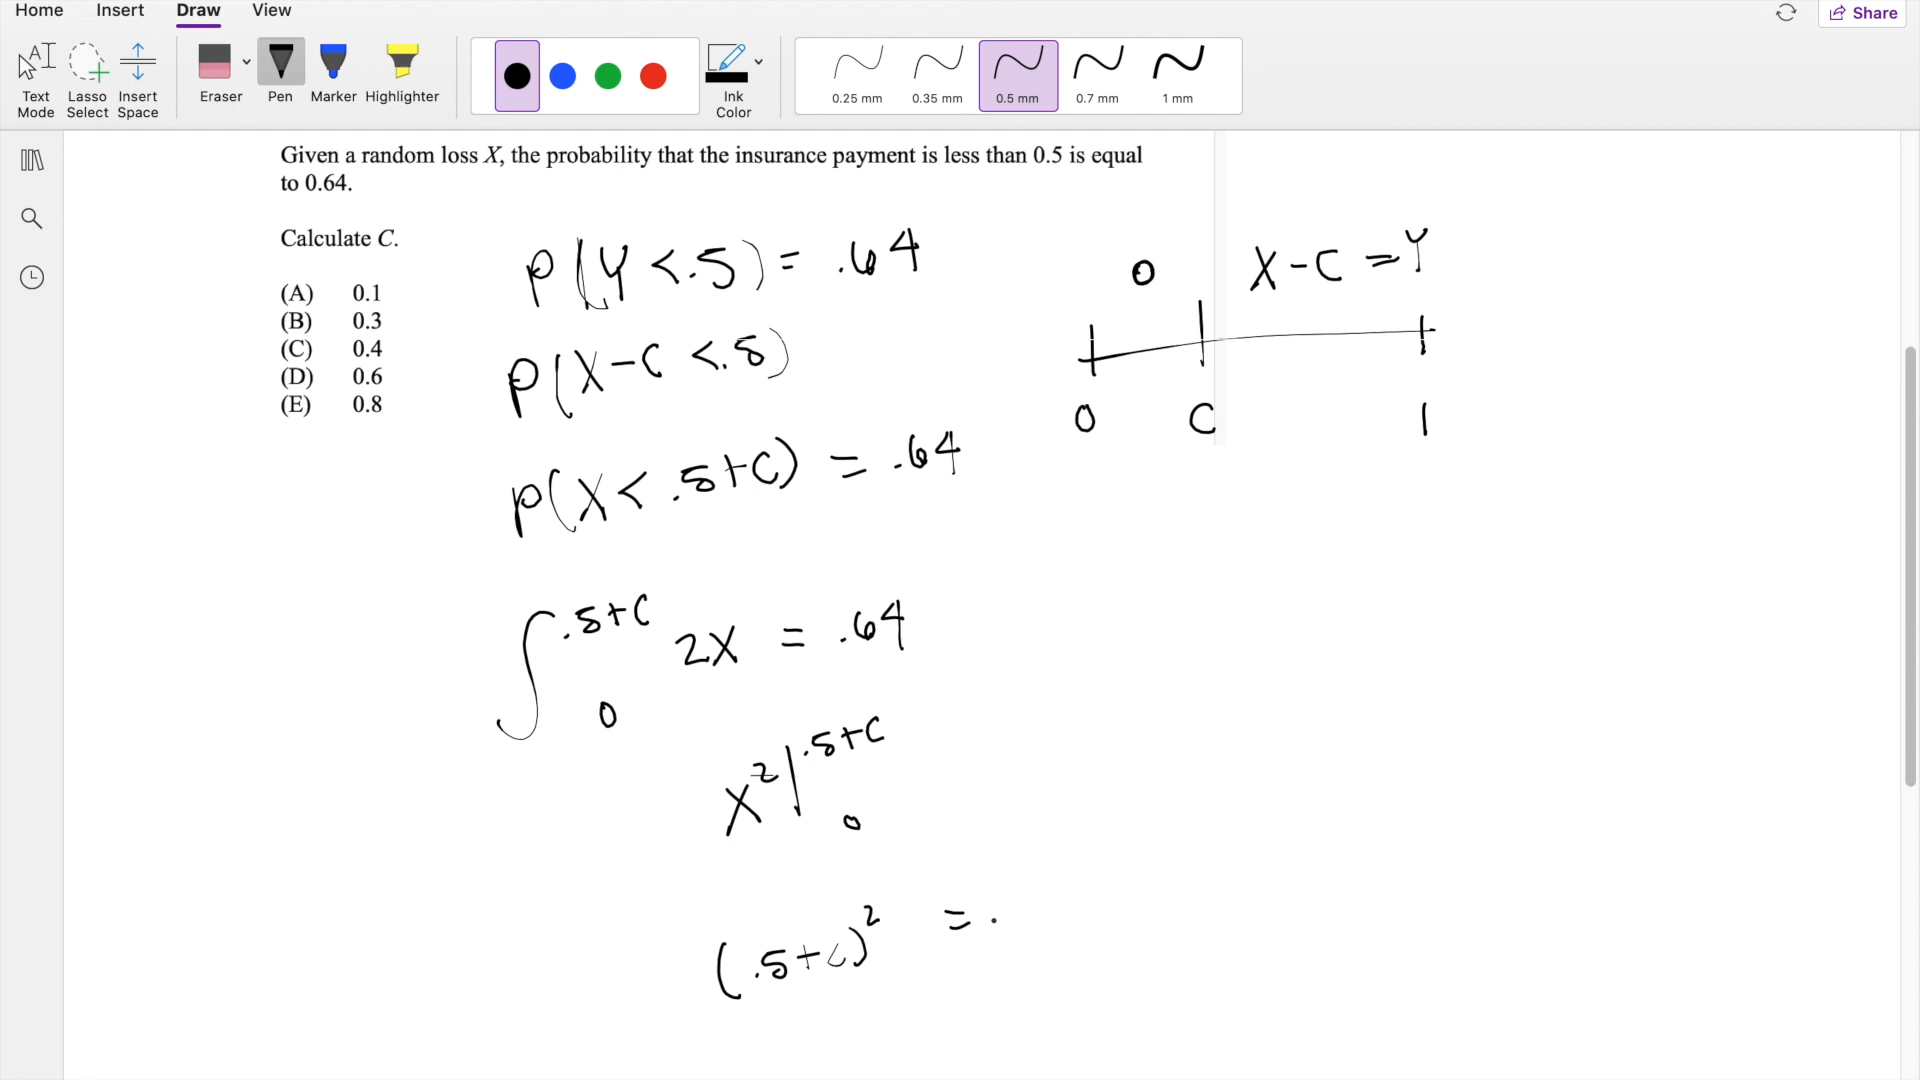 Home Insert Draw View
Share
Text Mode
Lasso Select
Insert Space
Eraser
Pen
Marker
Highlighter
Ink Color
0.25 mm
0.35 mm
0.5 mm
0.7 mm
1 mm
Given a random loss X, the probability that the insurance payment is less than 0.5 is equal
to 0.64.
Calculate C.
(A) 0.1
(B) 0.3
(C) 0.4
(D) 0.6
(E) 0.8
P(Y < .5) = .64
P(X - C < .5)
P(X < .5 + C) = .64
∫ .5+C 0 2X = .64
X² | .5+C 0
(.5+C)² = .
0 X - C = Y
0 C 1